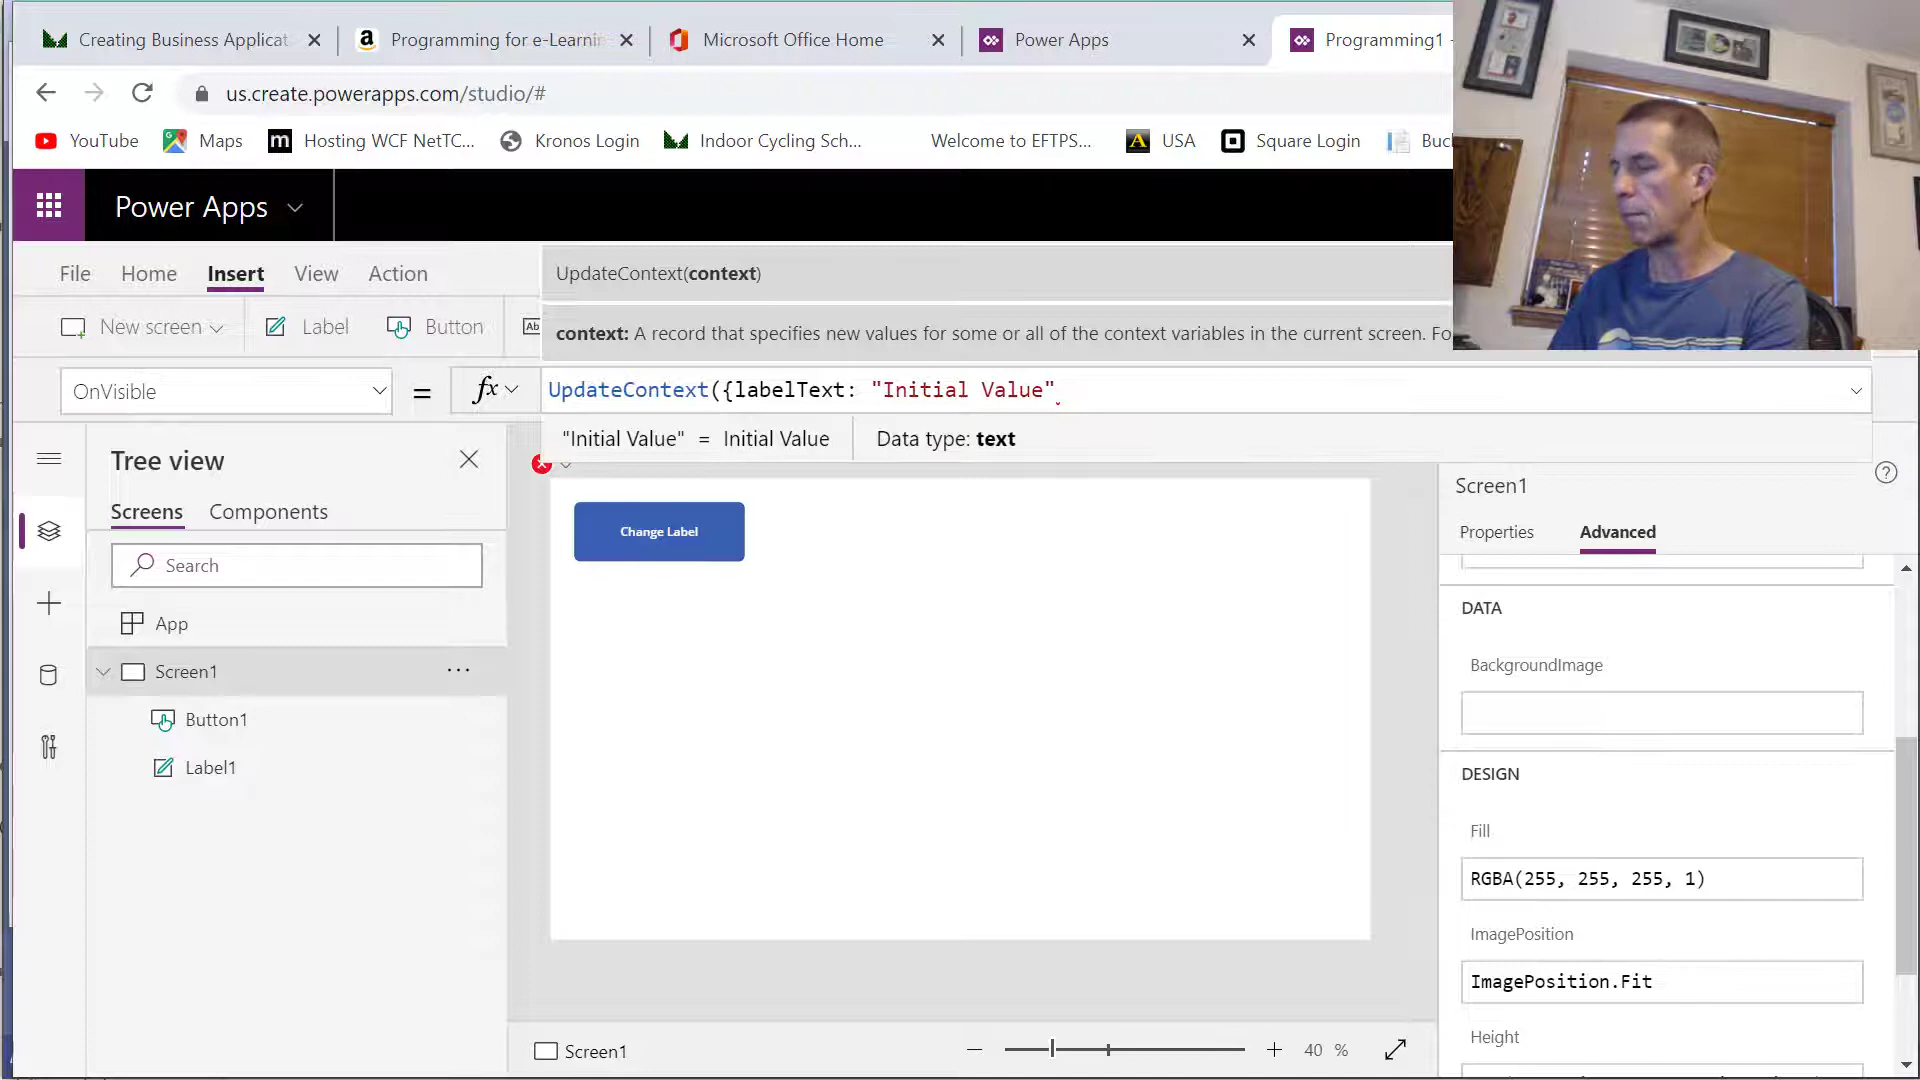 Creating Business Applicat
Programming for e-Learnin
Microsoft Office Home
Power Apps
Programming1 -
us.create.powerapps.com/studio/#
YouTube
Maps
Hosting WCF NetTC...
Kronos Login
Indoor Cycling Sch...
Welcome to EFTPS...
USA
Square Login
Buc
Power Apps
File
Home
Insert
View
Action
UpdateContext(context)
New screen
Label
Button
Ab
context: A record that specifies new values for some or all of the context variables in the current screen. Fo
OnVisible
=
fx
UpdateContext({labelText: "Initial Value"
"Initial Value" = Initial Value
Data type: text
Tree view
Screens
Components
Search
App
Screen1
Button1
Label1
Change Label
Screen1
Properties
Advanced
DATA
BackgroundImage
DESIGN
Fill
RGBA(255, 255, 255, 1)
ImagePosition
ImagePosition.Fit
Height
Screen1
40 %